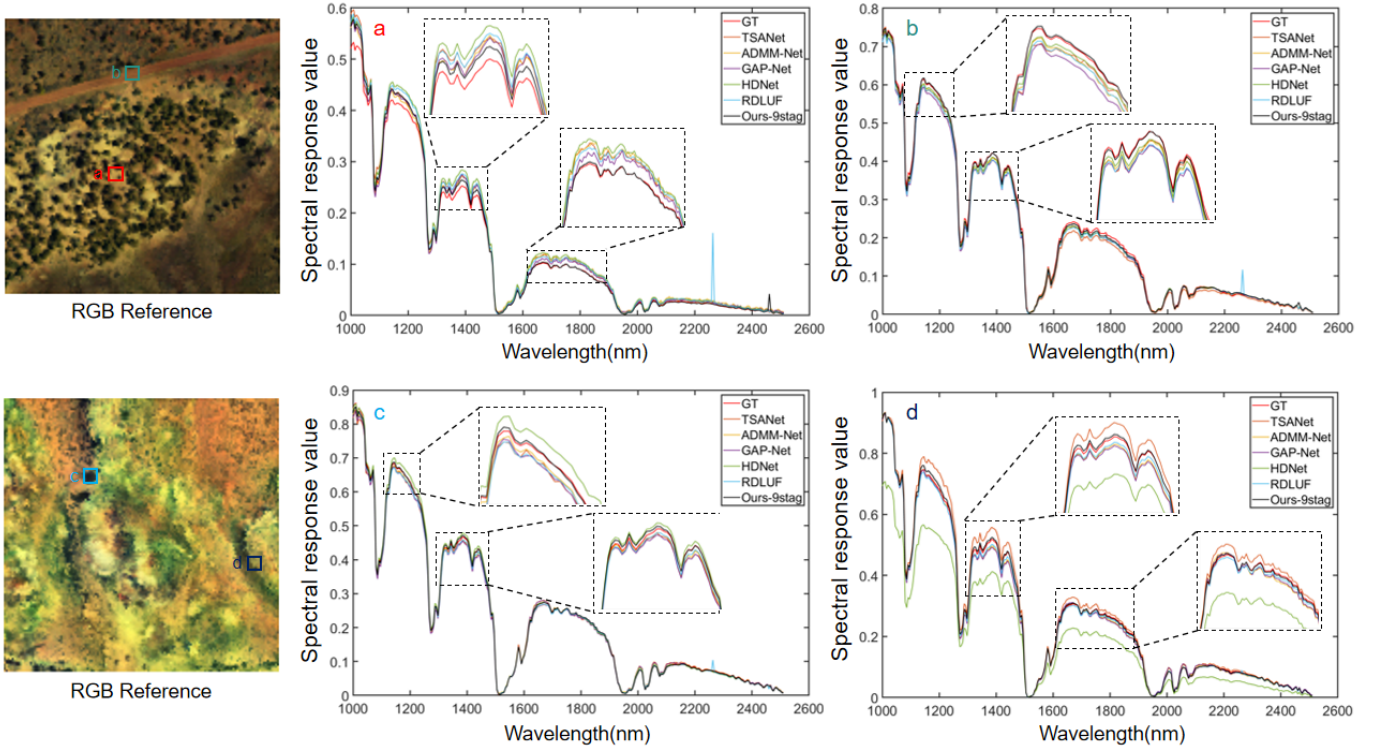 b
a
RGB Reference
a
Spectral response value
0.6
0.5
0.4
0.3
0.2
0.1
0
1000 1200 1400 1600 1800 2000 2200 2400 2600
Wavelength(nm)
GT
TSANet
ADMM-Net
GAP-Net
HDNet
RDLUF
Ours-9stag
b
Spectral response value
0.8
0.7
0.6
0.5
0.4
0.3
0.2
0.1
0
1000 1200 1400 1600 1800 2000 2200 2400 2600
Wavelength(nm)
GT
TSANet
ADMM-Net
GAP-Net
HDNet
RDLUF
Ours-9stag
c
d
RGB Reference
c
Spectral response value
0.9
0.8
0.7
0.6
0.5
0.4
0.3
0.2
0.1
0
1000 1200 1400 1600 1800 2000 2200 2400 2600
Wavelength(nm)
GT
TSANet
ADMM-Net
GAP-Net
HDNet
RDLUF
Ours-9stag
d
Spectral response value
1
0.8
0.6
0.4
0.2
0
1000 1200 1400 1600 1800 2000 2200 2400 2600
Wavelength(nm)
GT
TSANet
ADMM-Net
GAP-Net
HDNet
RDLUF
Ours-9stag